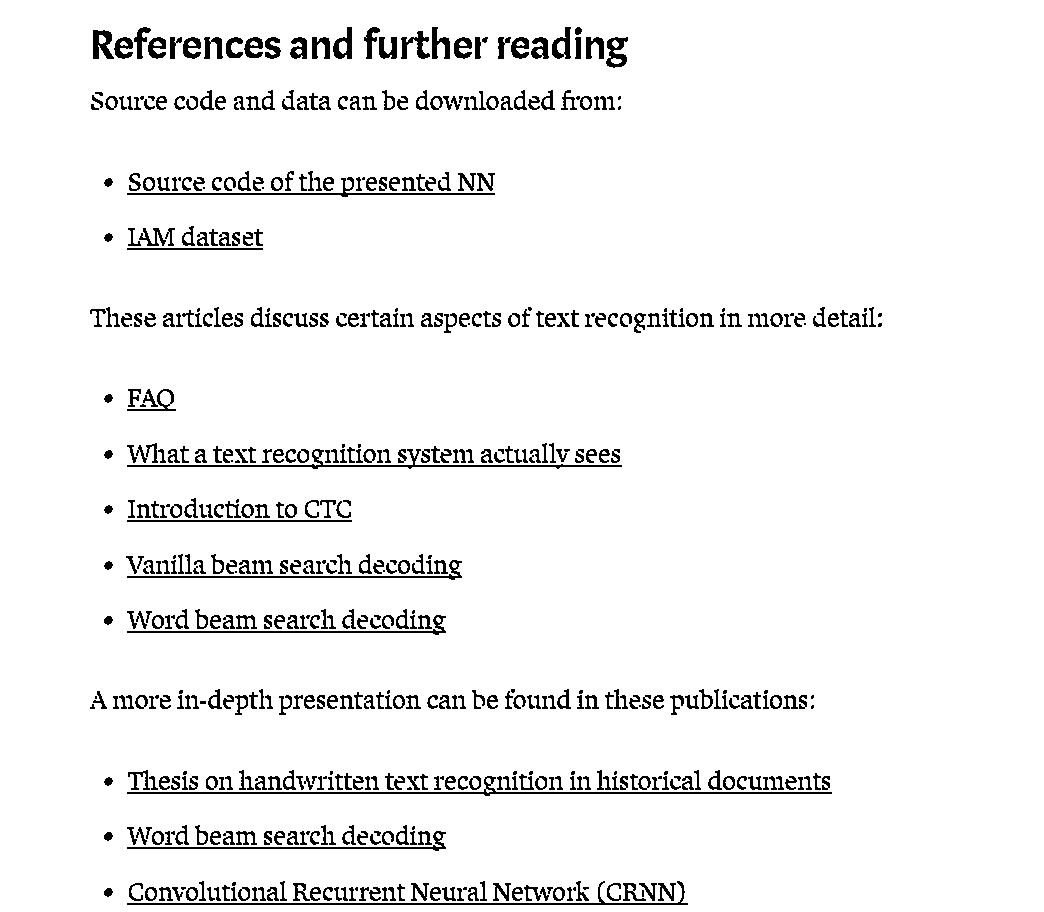 References and further reading
Source code and data can be downloaded from:
• Source code of the presented NN
• IAM dataset
These articles discuss certain aspects of text recognition in more detail:
• FAQ
• What a text recognition system actually sees
• Introduction to CTC
• Vanilla beam search decoding
• Word beam search decoding
A more in-depth presentation can be found in these publications:
• Thesis on handwritten text recognition in historical documents
• Word beam search decoding
• Convolutional Recurrent Neural Network (CRNN)